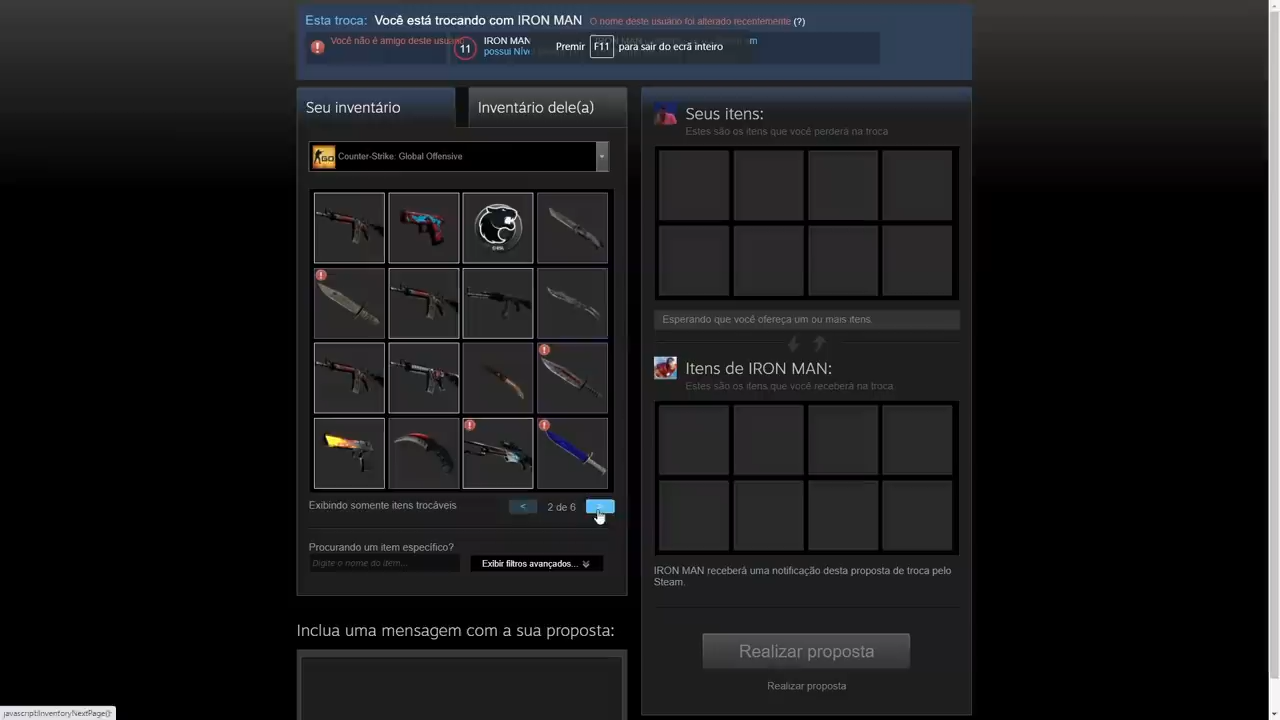 Esta troca: Você está trocando com IRON MAN O nome deste usuário foi alterado recentemente (?)
Você não é amigo deste usuário
11
IRON MAN
possui Níve
Premir F11 para sair do ecrã inteiro
Seu inventário
Inventário dele(a)
Counter-Strike: Global Offensive
Exibindo somente itens trocáveis
<
2 de 6
>
Procurando um item específico?
Digite o nome do item...
Exibir filtros avançados...
Inclua uma mensagem com a sua proposta:
Seus itens:
Estes são os itens que você perderá na troca
Esperando que você ofereça um ou mais itens.
Itens de IRON MAN:
Estes são os itens que você receberá na troca.
IRON MAN receberá uma notificação desta proposta de troca pelo
Steam.
Realizar proposta
Realizar proposta
javascript:InventoryNextPage();